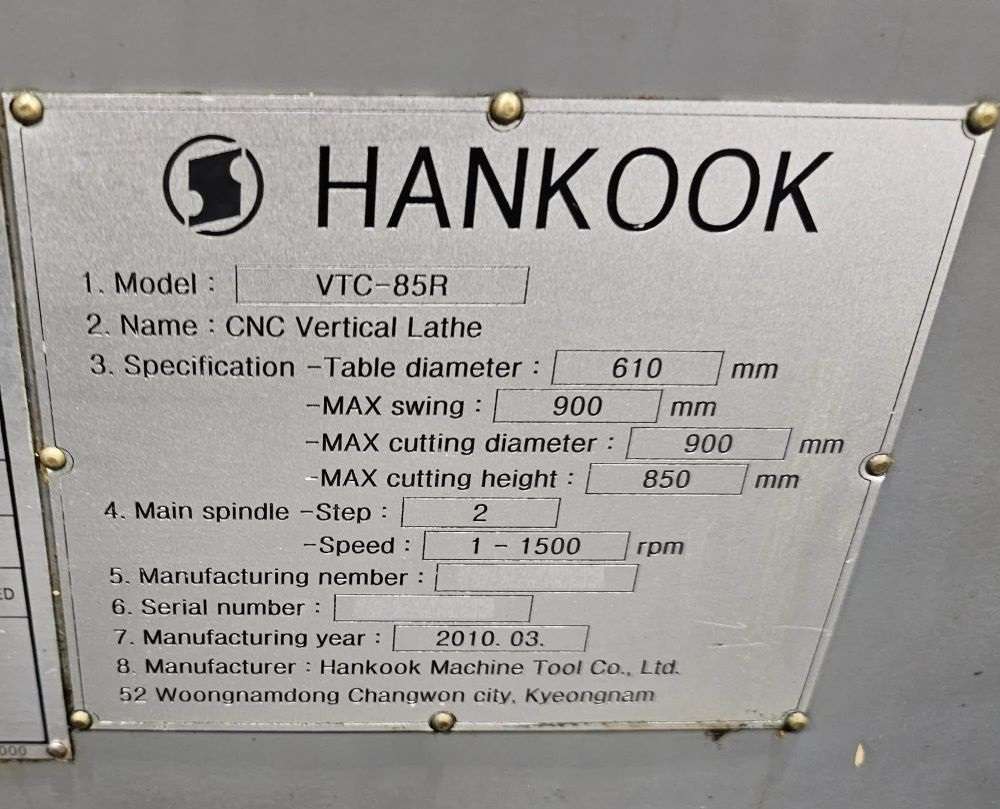 HANKOOK
1. Model : VTC-85R
2. Name : CNC Vertical Lathe
3. Specification -Table diameter : 610 mm
-MAX swing : 900 mm
-MAX cutting diameter : 900 mm
-MAX cutting height : 850 mm
4. Main spindle -Step : 2
-Speed : 1 - 1500 rpm
5. Manufacturing nember :
6. Serial number :
7. Manufacturing year : 2010. 03.
8. Manufacturer : Hankook Machine Tool Co., Ltd.
52 Woongnamdong Changwon city, Kyeongnam
ED
000